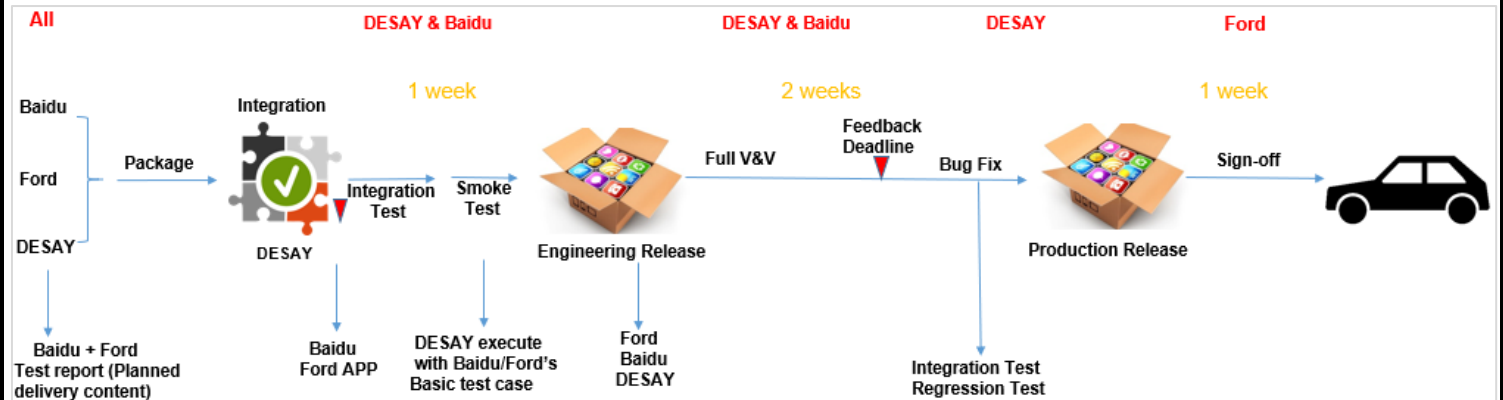 All
DESAY & Baidu
DESAY & Baidu
DESAY
Ford
1 week
2 weeks
1 week
Baidu
Ford
DESAY
Package
Integration
DESAY
Integration
Test
Smoke
Test
Engineering Release
Full V&V
Feedback
Deadline
Bug Fix
Production Release
Sign-off
Baidu + Ford
Test report (Planned
delivery content)
Baidu
Ford APP
DESAY execute
with Baidu/Ford's
Basic test case
Ford
Baidu
DESAY
Integration Test
Regression Test